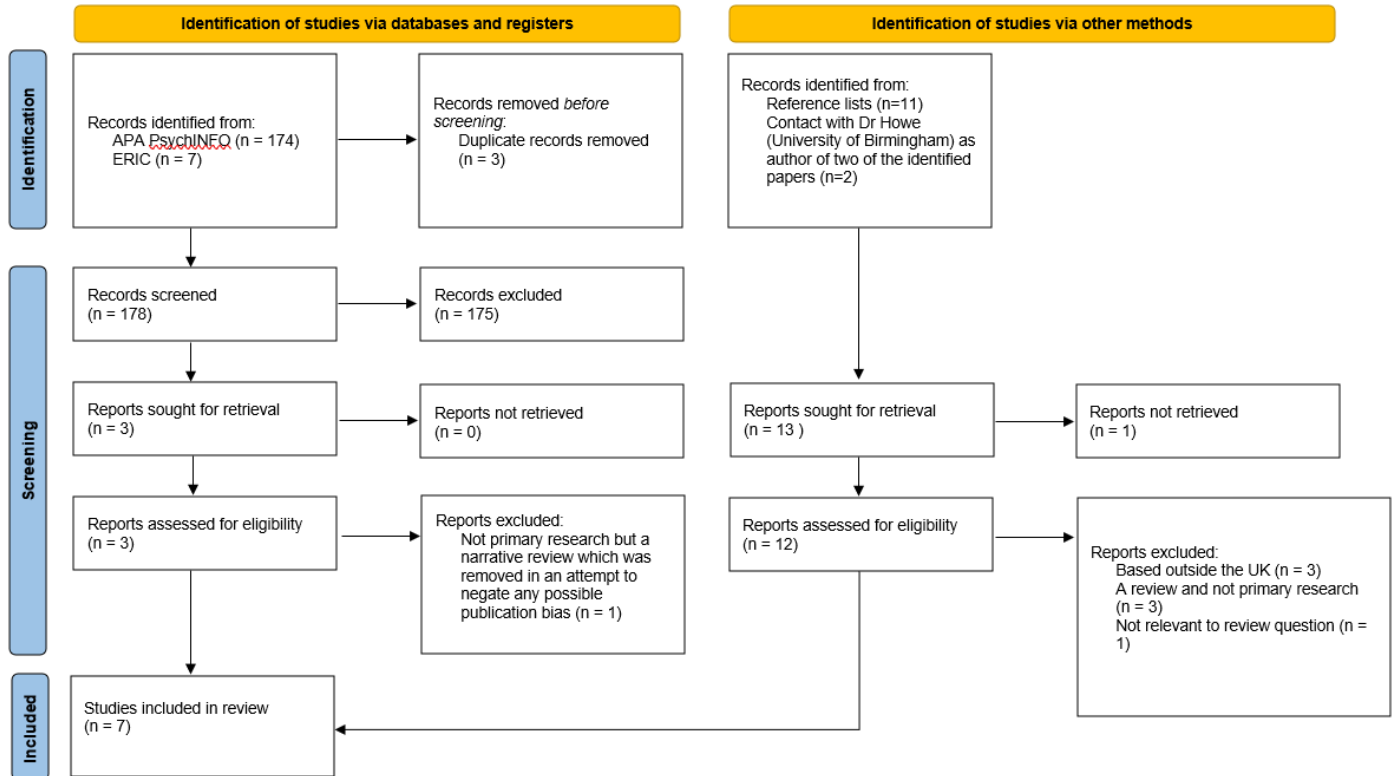 Identification of studies via databases and registers
Identification of studies via other methods
Identification
Records identified from:
APA PsychINFO (n = 174)
ERIC (n = 7)
Records removed before
screening:
Duplicate records removed
(n = 3)
Records identified from:
Reference lists (n=11)
Contact with Dr Howe
(University of Birmingham) as
author of two of the identified
papers (n=2)
Screening
Records screened
(n = 178)
Records excluded
(n = 175)
Reports sought for retrieval
(n = 3)
Reports not retrieved
(n = 0)
Reports sought for retrieval
(n = 13 )
Reports not retrieved
(n = 1)
Reports assessed for eligibility
(n = 3)
Reports excluded:
Not primary research but a
narrative review which was
removed in an attempt to
negate any possible
publication bias (n = 1)
Reports assessed for eligibility
(n = 12)
Reports excluded:
Based outside the UK (n = 3)
A review and not primary research
(n = 3)
Not relevant to review question (n =
1)
Included
Studies included in review
(n = 7)